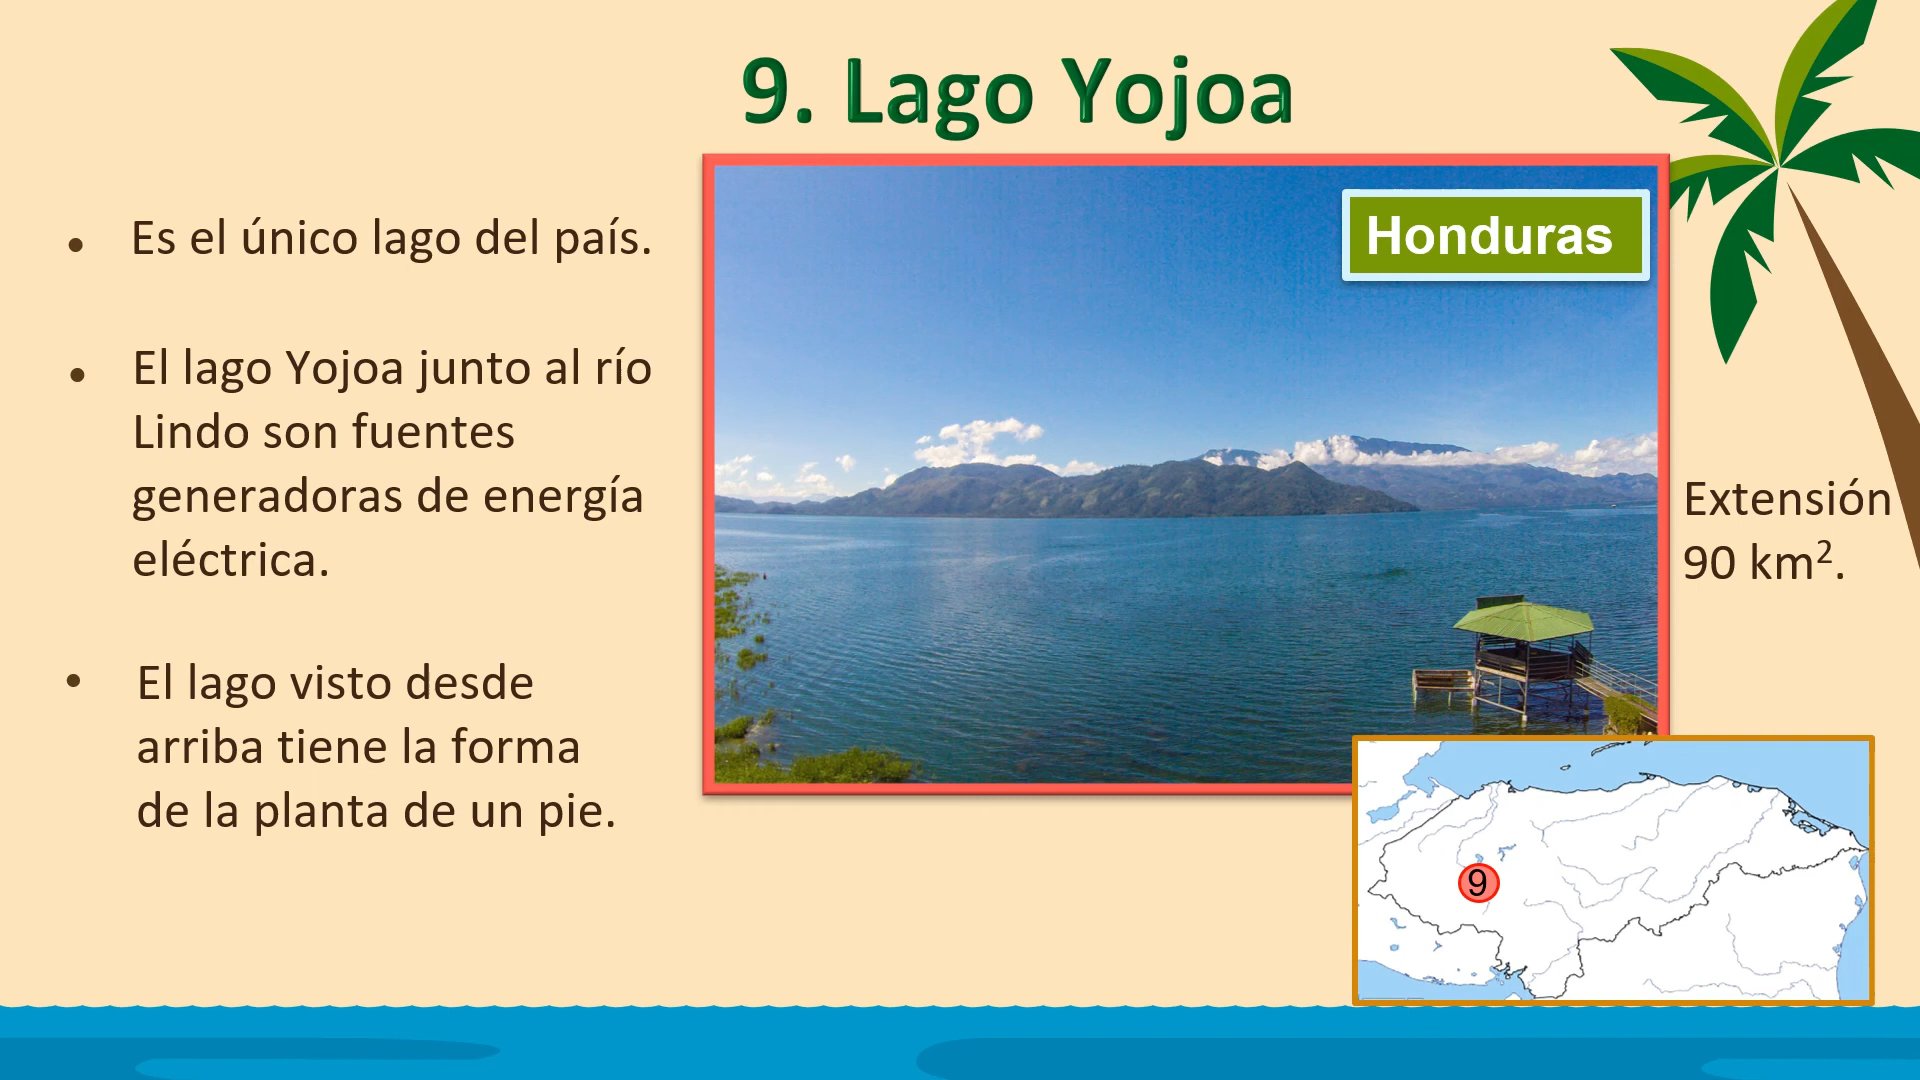 9. Lago Yojoa
Honduras
• Es el único lago del país.
• El lago Yojoa junto al río
Lindo son fuentes
generadoras de energía
eléctrica.
• El lago visto desde
arriba tiene la forma
de la planta de un pie.
Extensión
90 km².
9